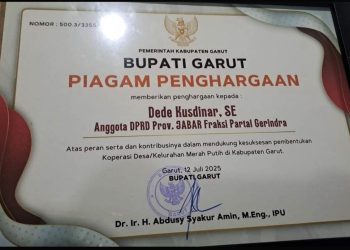 NOMOR : 500.3/3355
PEMERINTAH KABUPATEN GARUT
BUPATI GARUT
PIAGAM PENGHARGAAN
memberikan penghargaan kepada :
Dede Kusdinar, SE
Anggota DPRD Prov. JABAR Fraksi Partai Gerindra
Atas peran serta dan kontribusinya dalam mendukung kesuksesan pembentukan
Koperasi Desa/Kelurahan Merah Putih di Kabupaten Garut.
Garut, 12 Juli 2025
BUPATI GARUT
Dr. Ir. H. Abdusy Syakur Amin, M.Eng., IPU